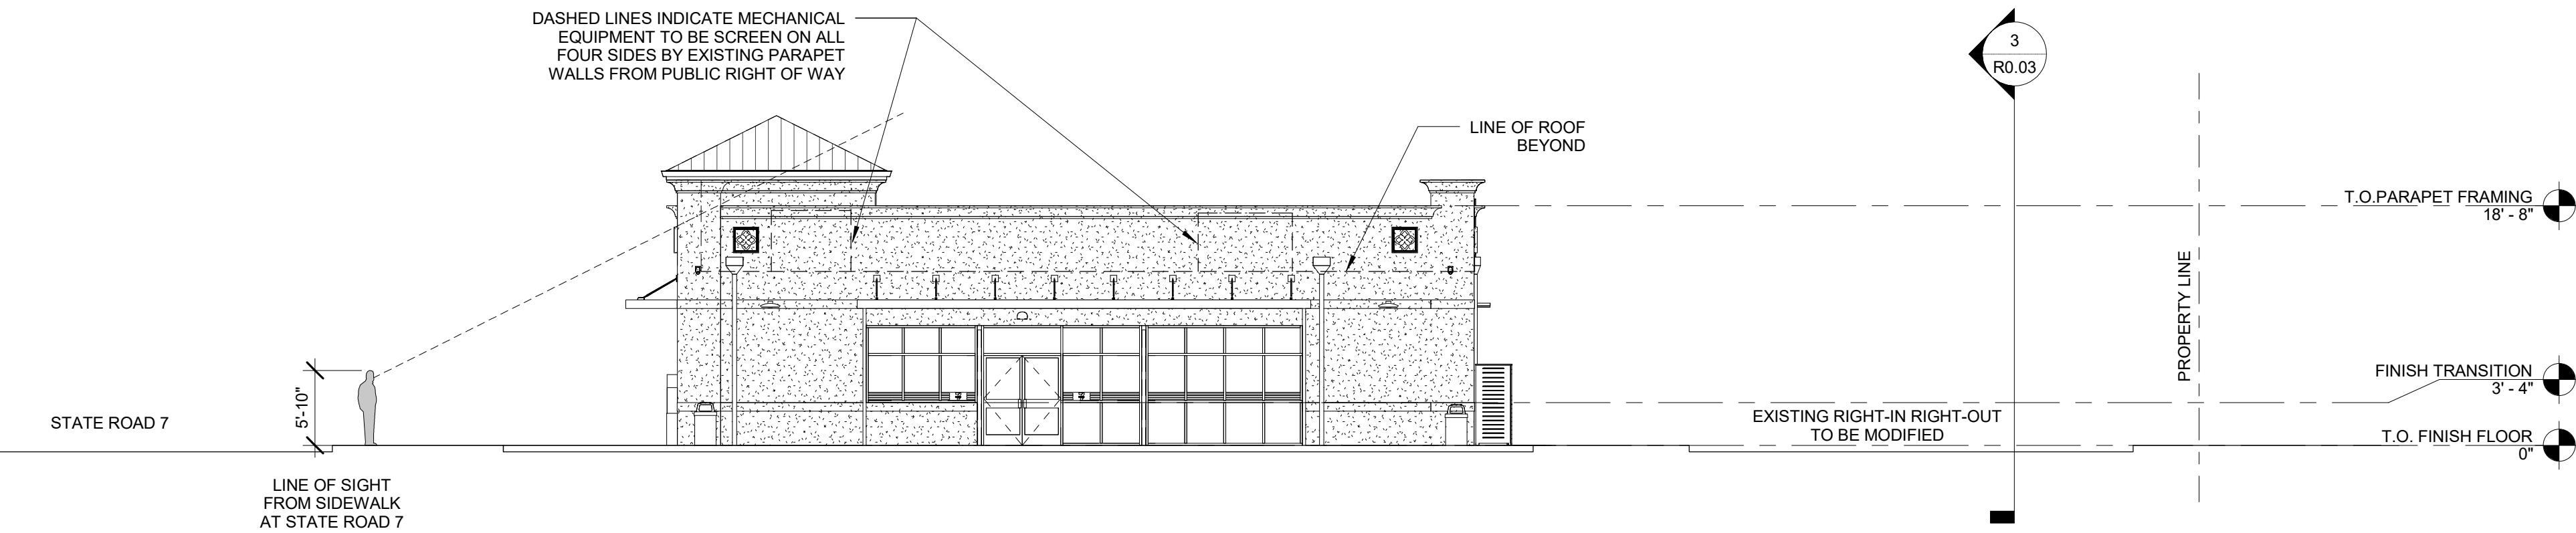 DASHED LINES INDICATE MECHANICAL
EQUIPMENT TO BE SCREEN ON ALL
FOUR SIDES BY EXISTING PARAPET
WALLS FROM PUBLIC RIGHT OF WAY
LINE OF ROOF
BEYOND
3
R0.03
T.O.PARAPET FRAMING
18' - 8"
PROPERTY LINE
FINISH TRANSITION
3' - 4"
5'-10"
STATE ROAD 7
EXISTING RIGHT-IN RIGHT-OUT
TO BE MODIFIED
T.O. FINISH FLOOR
0"
LINE OF SIGHT
FROM SIDEWALK
AT STATE ROAD 7